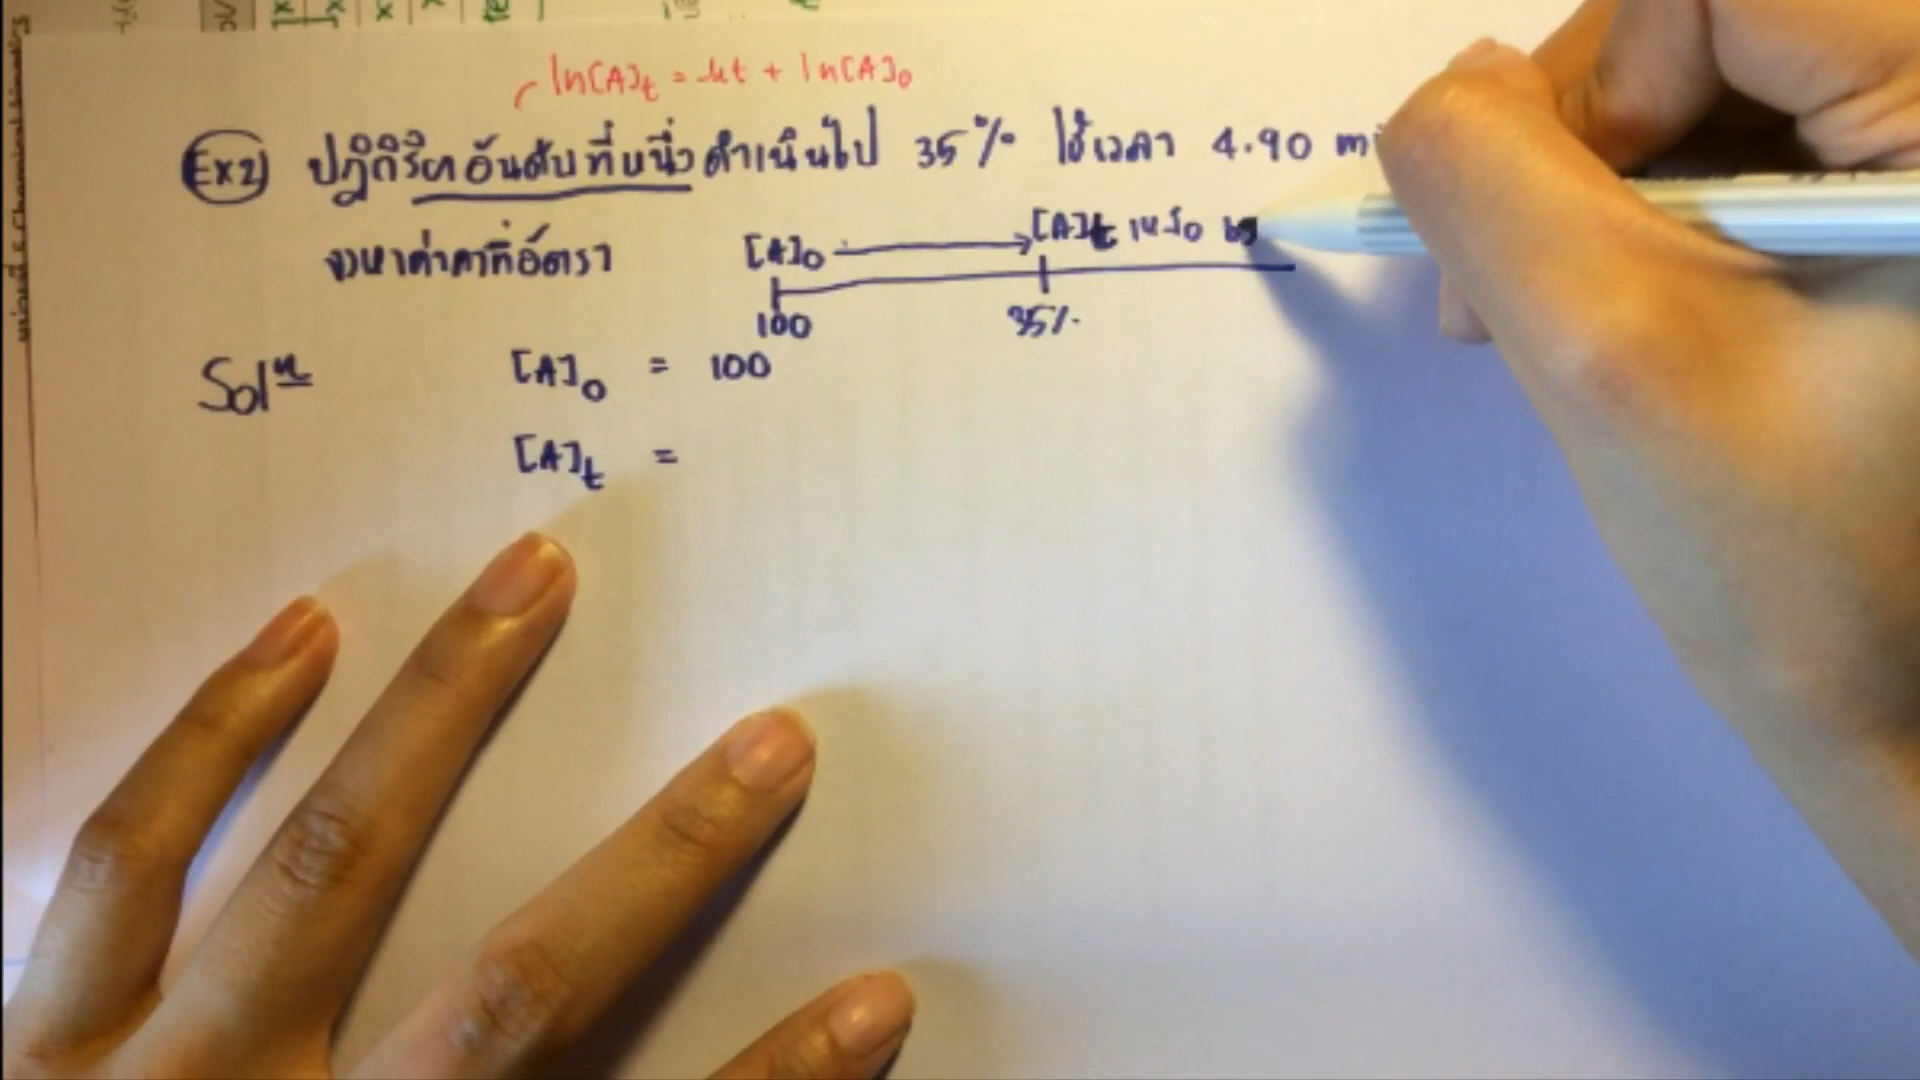 ln[A]t = -kt + ln[A]0
Ex2 ปฏิกิริยาอันดับที่หนึ่งดำเนินไป 35% ใช้เวลา 4.90
จงหาค่าคงที่อัตรา
[A]0 → [A]t เหลือ
100 35%
Solⁿ [A]0 = 100
[A]t =